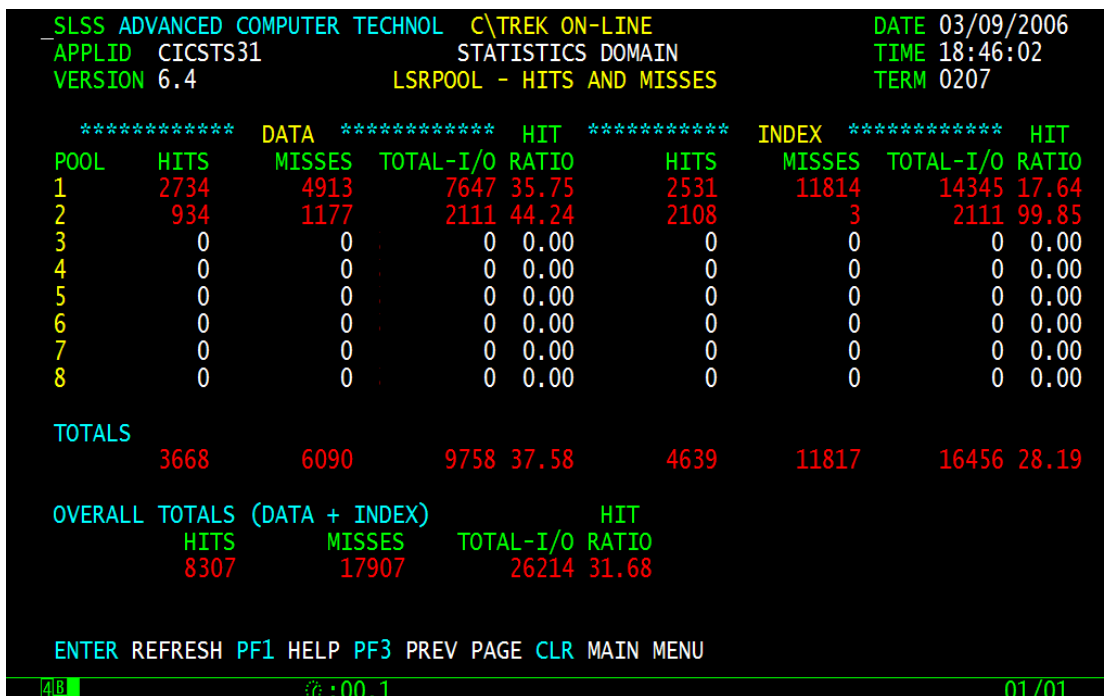 _SLSS ADVANCED COMPUTER TECHNOL C\TREK ON-LINE DATE 03/09/2006
APPLID CICSTS31 STATISTICS DOMAIN TIME 18:46:02
VERSION 6.4 LSRPOOL - HITS AND MISSES TERM 0207
************ DATA ************ HIT *********** INDEX ************ HIT
POOL HITS MISSES TOTAL-I/O RATIO HITS MISSES TOTAL-I/O RATIO
1 2734 4913 7647 35.75 2531 11814 14345 17.64
2 934 1177 2111 44.24 2108 3 2111 99.85
3 0 0 0 0.00 0 0 0 0.00
4 0 0 0 0.00 0 0 0 0.00
5 0 0 0 0.00 0 0 0 0.00
6 0 0 0 0.00 0 0 0 0.00
7 0 0 0 0.00 0 0 0 0.00
8 0 0 0 0.00 0 0 0 0.00
TOTALS
3668 6090 9758 37.58 4639 11817 16456 28.19
OVERALL TOTALS (DATA + INDEX) HIT
HITS MISSES TOTAL-I/O RATIO
8307 17907 26214 31.68
ENTER REFRESH PF1 HELP PF3 PREV PAGE CLR MAIN MENU
4B :00.1 01/01